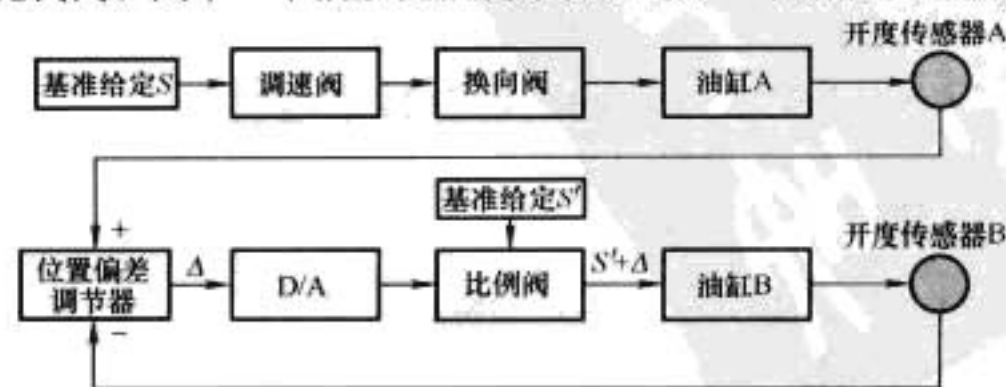 开度传感器A
基准给定S
调速阀
换向阀
油缸A
基准给定S'
开度传感器B
+
位置偏差
调节器
Δ
D/A
比例阀
S'+Δ
油缸B
−